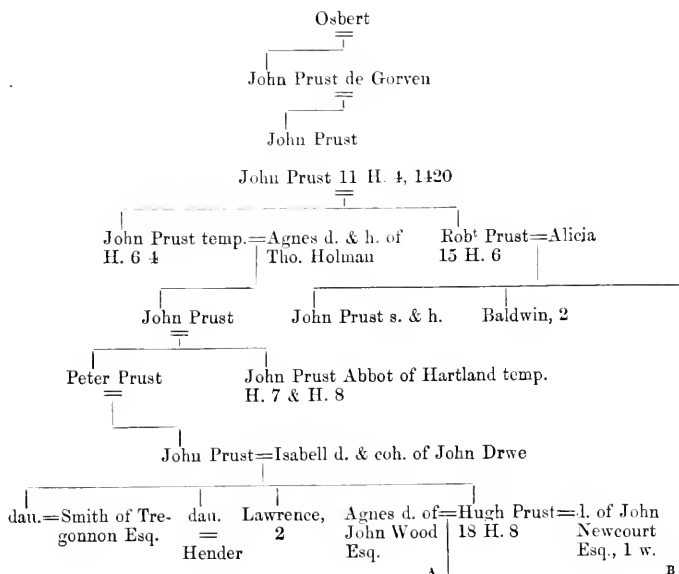 Osbert
John Prust de Gorven
John Prust
John Prust 11 H. 4, 1420
John Prust temp.=Agnes d. & h. of Robᵗ Prust=Alicia
H. 6 4 Tho. Holman 15 H. 6
John Prust John Prust s. & h. Baldwin, 2
Peter Prust John Prust Abbot of Hartland temp.
H. 7 & H. 8
John Prust=Isabell d. & coh. of John Drwe
dau.=Smith of Tre- dau. Lawrence, Agnes d. of=Hugh Prust=d. of John
gonnon Esq. = 2 John Wood 18 H. 8 Newcourt
Hender Esq. Esq., 1 w.
A B